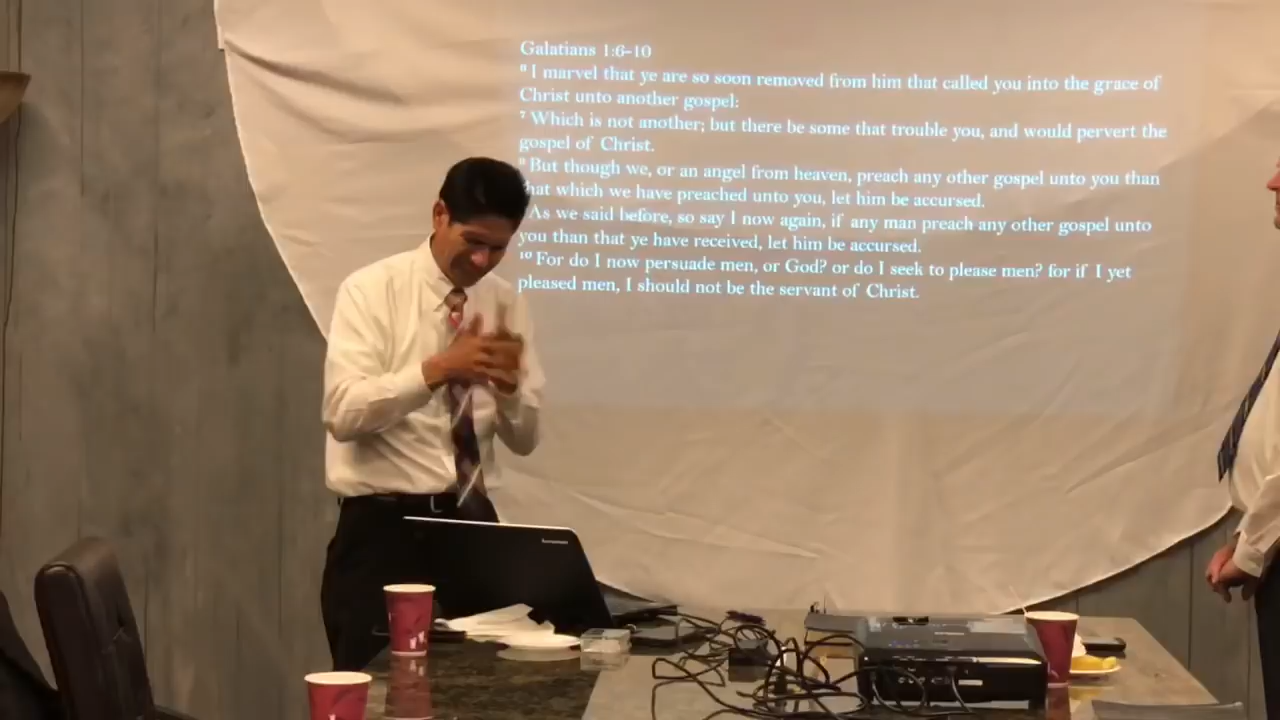 Galatians 1:6-10
⁶ I marvel that ye are so soon removed from him that called you into the grace of
Christ unto another gospel:
⁷ Which is not another; but there be some that trouble you, and would pervert the
gospel of Christ.
⁸ But though we, or an angel from heaven, preach any other gospel unto you than
hat which we have preached unto you, let him be accursed.
As we said before, so say I now again, if any man preach any other gospel unto
you than that ye have received, let him be accursed.
¹⁰ For do I now persuade men, or God? or do I seek to please men? for if I yet
pleased men, I should not be the servant of Christ.
lenovo